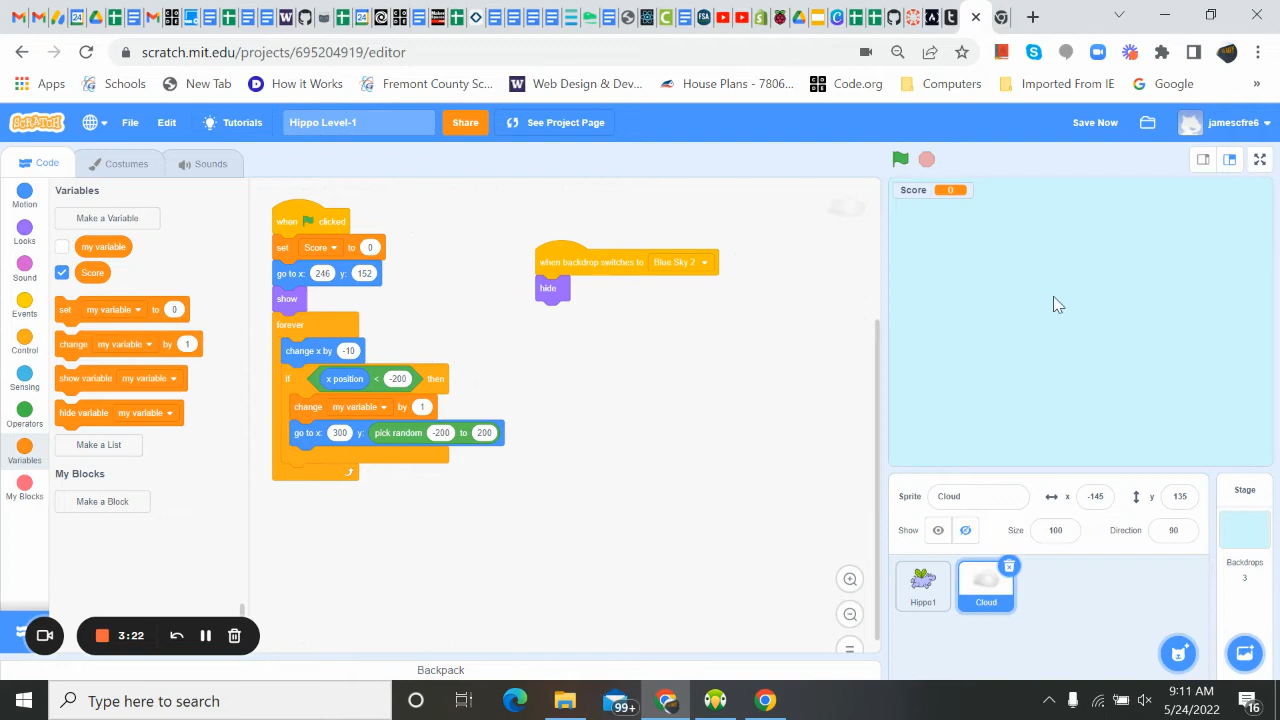 scratch.mit.edu/projects/695204919/editor
Apps Schools New Tab How it Works Fremont County Sc... Web Design & Dev... House Plans - 7806... Code.org Computers Imported From IE Google »
SCRATCH File Edit Tutorials Hippo Level-1 Share See Project Page Save Now jamescfre6
Code Costumes Sounds
Motion
Looks
Sound
Events
Control
Sensing
Operators
Variables
My Blocks
Variables
Make a Variable
my variable
Score
set my variable to 0
change my variable by 1
show variable my variable
hide variable my variable
Make a List
My Blocks
Make a Block
when clicked
set Score to 0
go to x: 246 y: 152
show
forever
change x by -10
if x position < -200 then
change my variable by 1
go to x: 300 y: pick random -200 to 200
when backdrop switches to Blue Sky 2
hide
Score 0
Sprite Cloud x -145 y 135
Show Size 100 Direction 90
Hippo1
Cloud
Stage
Backdrops
3
3:22
Backpack
Type here to search
99+
9:11 AM
5/24/2022
16